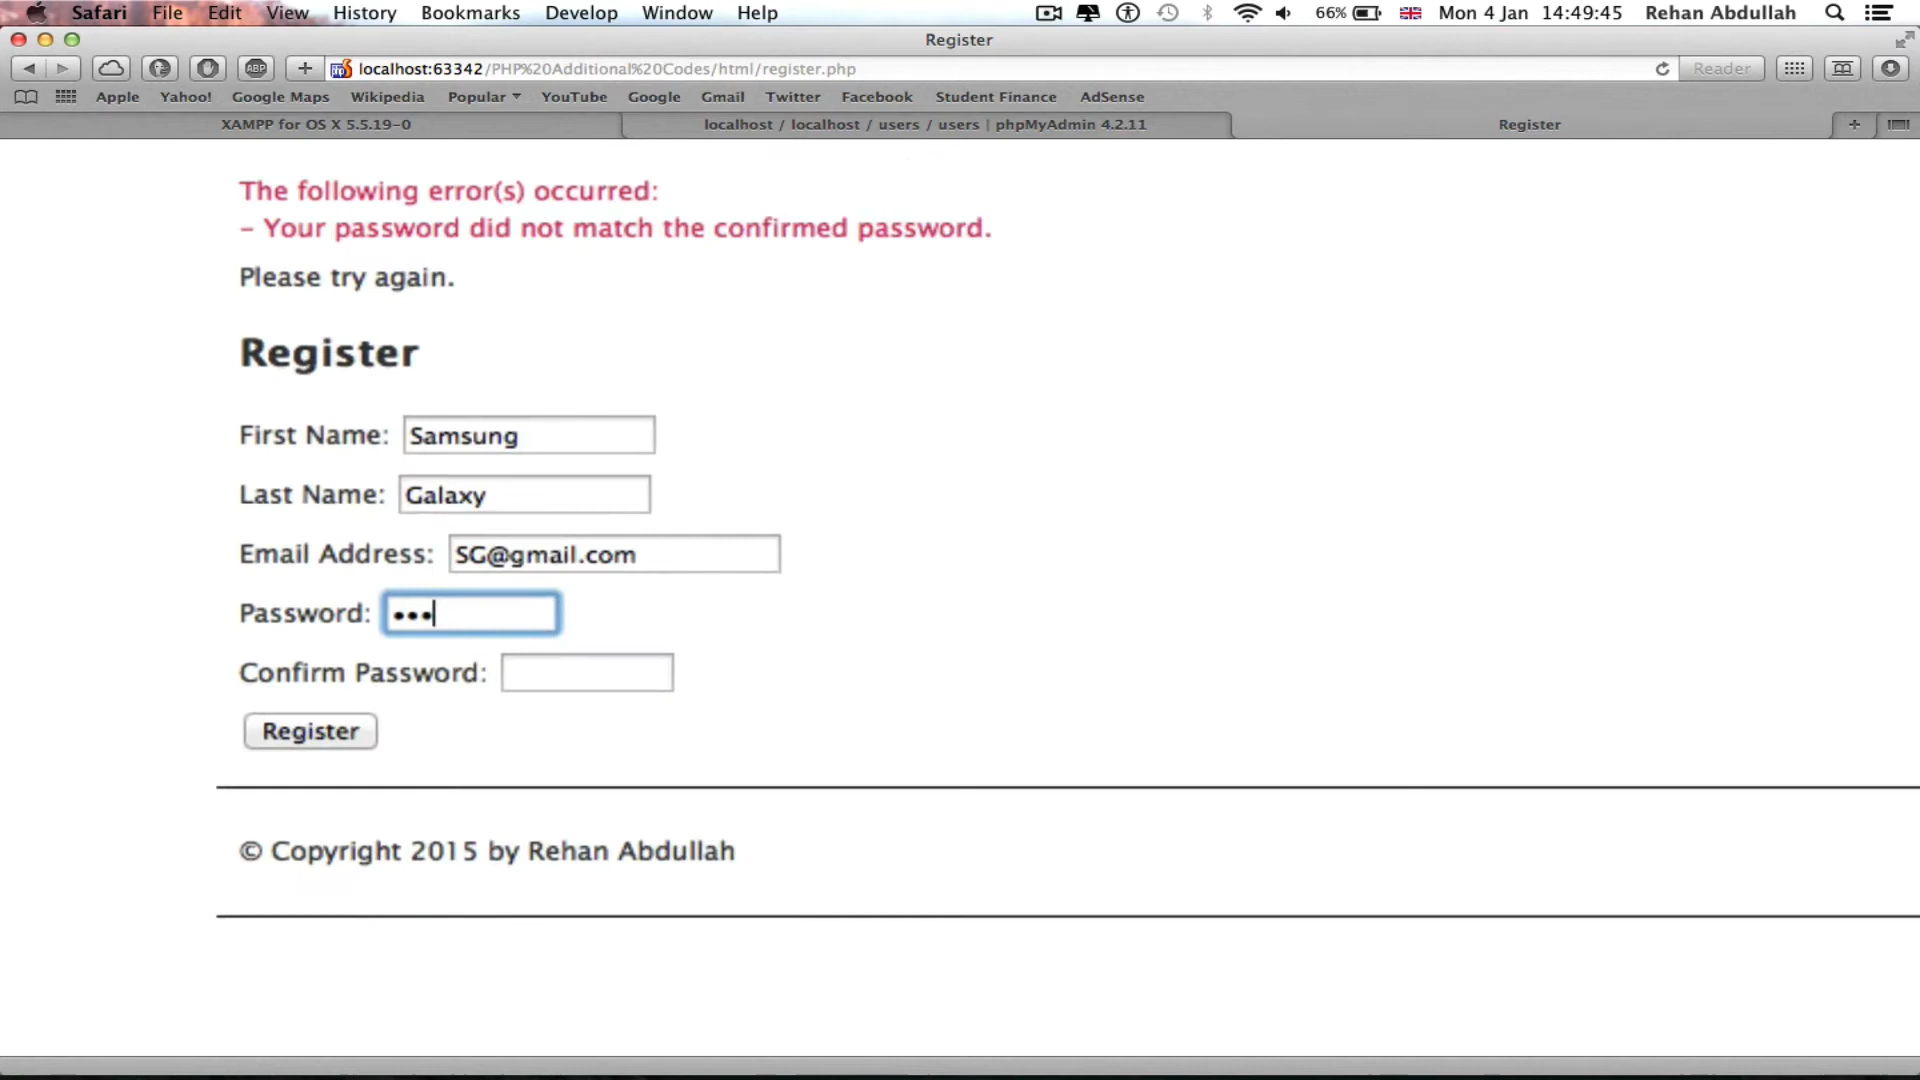 Safari File Edit View History Bookmarks Develop Window Help 66% Mon 4 Jan 14:49:45 Rehan Abdullah
Register
ABP + localhost:63342/PHP%20Additional%20Codes/html/register.php Reader
Apple Yahoo! Google Maps Wikipedia Popular YouTube Google Gmail Twitter Facebook Student Finance AdSense
XAMPP for OS X 5.5.19-0 localhost / localhost / users / users | phpMyAdmin 4.2.11 Register +
The following error(s) occurred:
- Your password did not match the confirmed password.
Please try again.
Register
First Name: Samsung
Last Name: Galaxy
Email Address: SG@gmail.com
Password: •••
Confirm Password:
Register
© Copyright 2015 by Rehan Abdullah